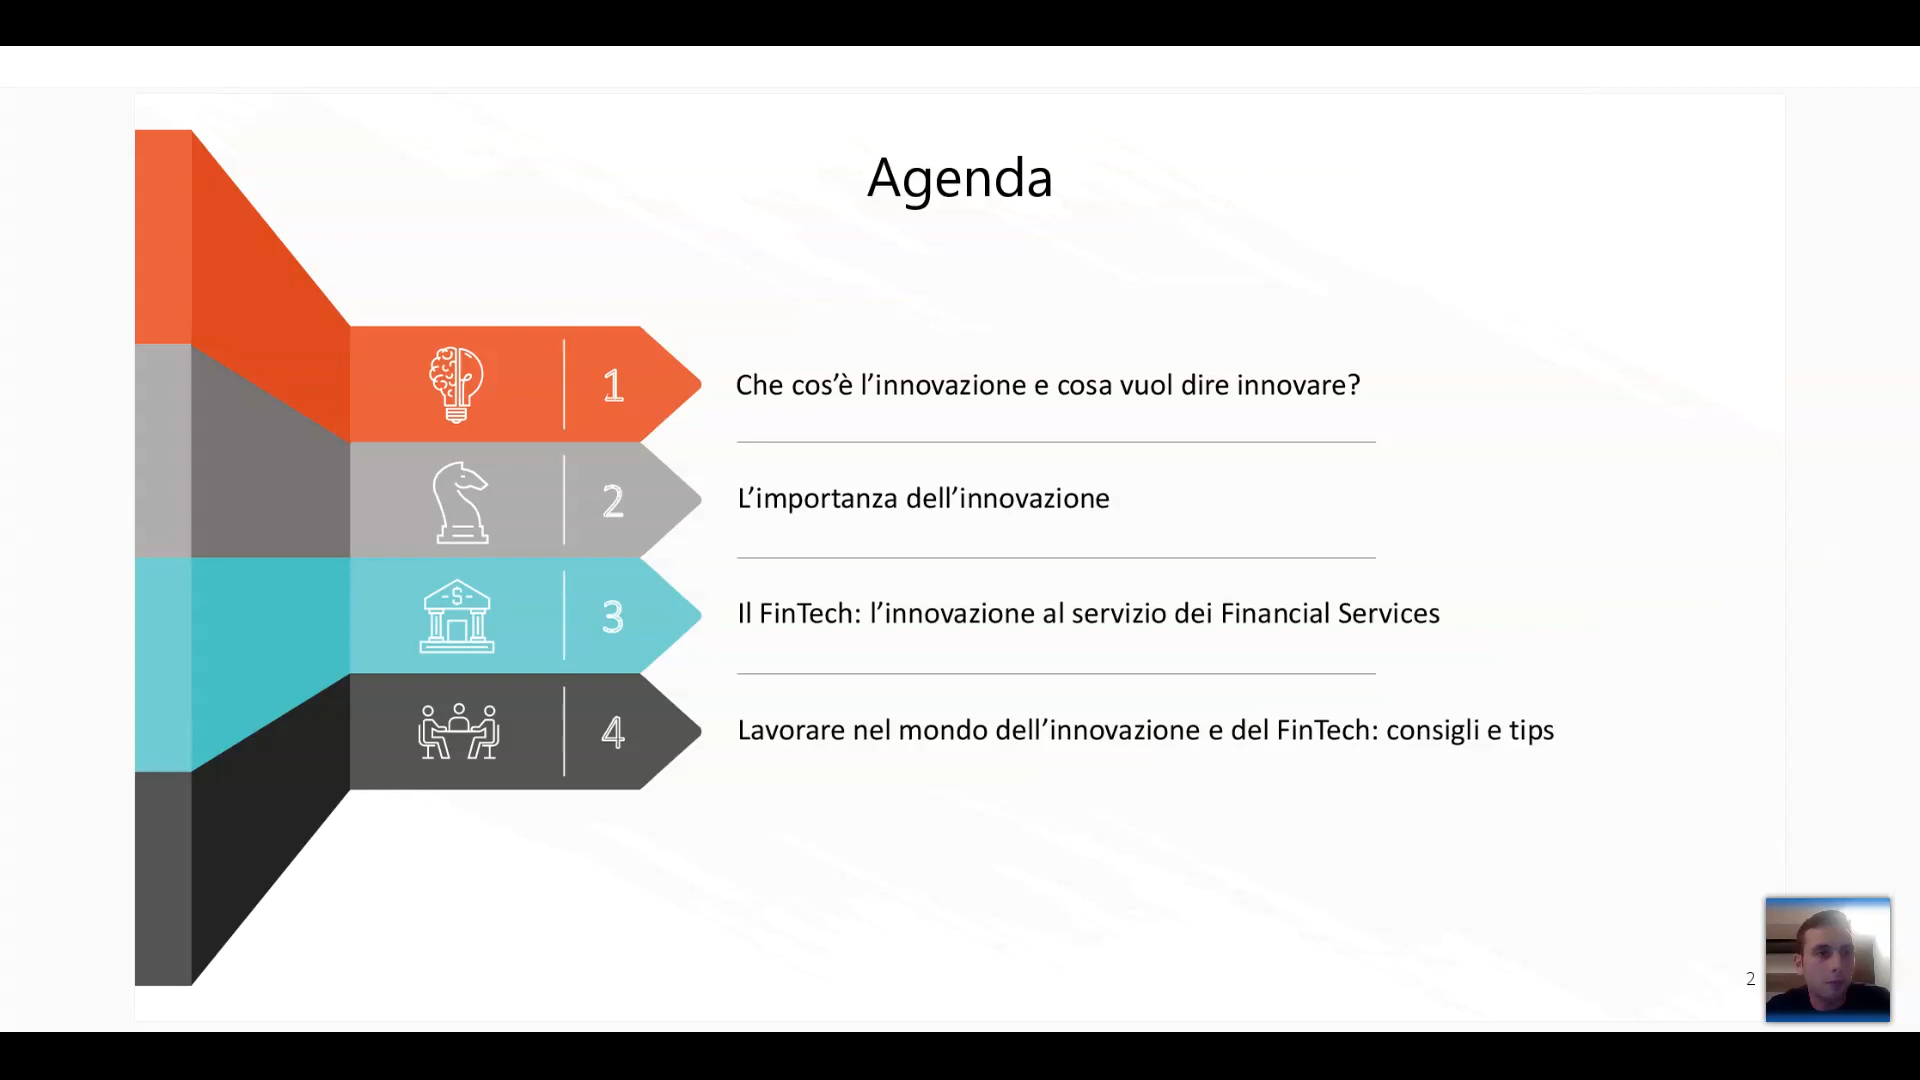 Agenda
1
Che cos’è l’innovazione e cosa vuol dire innovare?
2
L’importanza dell’innovazione
$
3
Il FinTech: l’innovazione al servizio dei Financial Services
4
Lavorare nel mondo dell’innovazione e del FinTech: consigli e tips
2